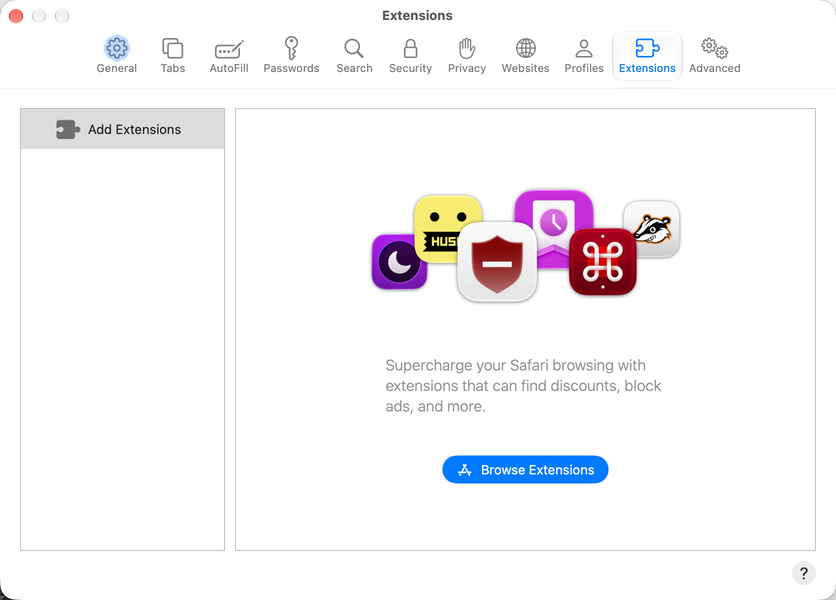 Extensions
General Tabs AutoFill Passwords Search Security Privacy Websites Profiles Extensions Advanced
Add Extensions
HUS
Supercharge your Safari browsing with
extensions that can find discounts, block
ads, and more.
Browse Extensions
?